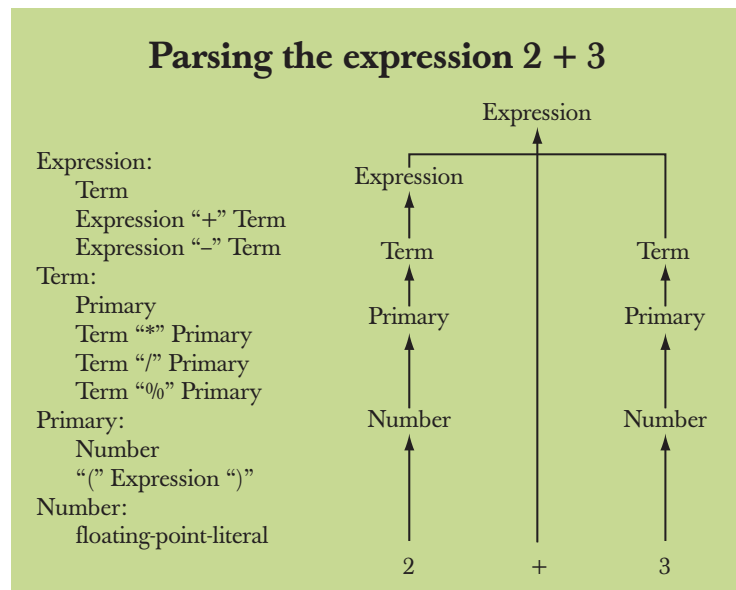 Parsing the expression 2 + 3
Expression:
Term
Expression “+” Term
Expression “–” Term
Term:
Primary
Term “*” Primary
Term “/” Primary
Term “%” Primary
Primary:
Number
“(” Expression “)”
Number:
floating-point-literal
Expression
Expression
Term Term
Primary Primary
Number Number
2 + 3